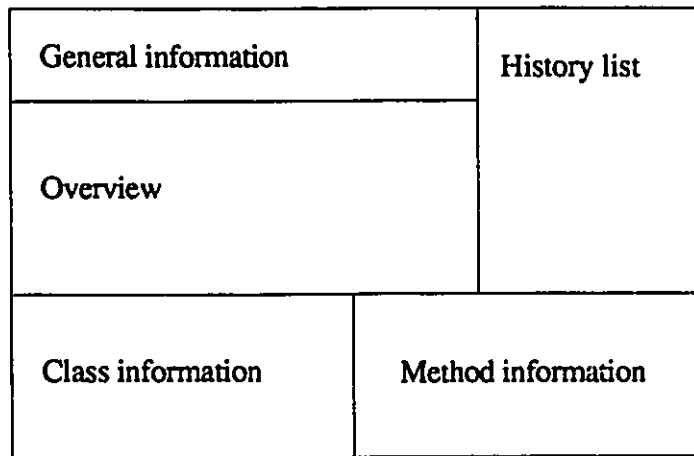 General information
History list
Overview
Class information
Method information